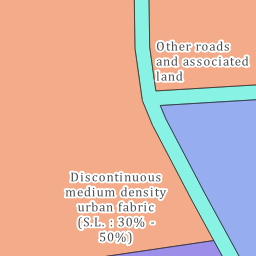 Other roads
and associated
land
Discontinuous
medium density
urban fabric
(S.L. : 30% -
50%)